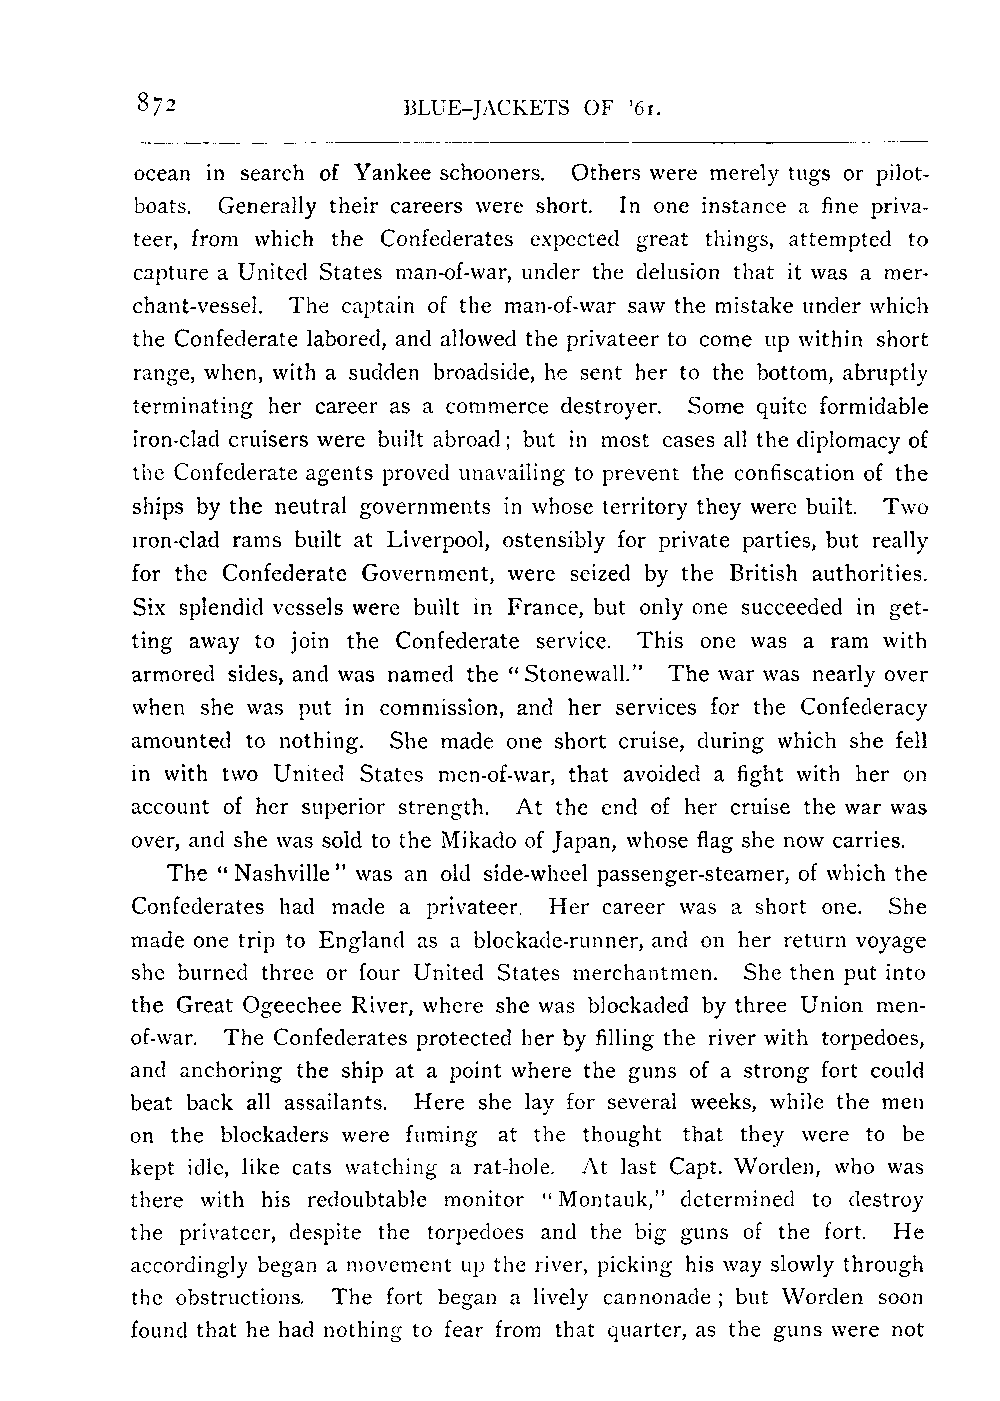 872 BLUE-JACKETS OF '61.
ocean in search of Yankee schooners. Others were merely tugs or pilot-
boats. Generally their careers were short. In one instance a fine priva-
teer, from which the Confederates expected great things, attempted to
capture a United States man-of-war, under the delusion that it was a mer-
chant-vessel. The captain of the man-of-war saw the mistake under which
the Confederate labored, and allowed the privateer to come up within short
range, when, with a sudden broadside, he sent her to the bottom, abruptly
terminating her career as a commerce destroyer. Some quite formidable
iron-clad cruisers were built abroad; but in most cases all the diplomacy of
the Confederate agents proved unavailing to prevent the confiscation of the
ships by the neutral governments in whose territory they were built. Two
iron-clad rams built at Liverpool, ostensibly for private parties, but really
for the Confederate Government, were seized by the British authorities.
Six splendid vessels were built in France, but only one succeeded in get-
ting away to join the Confederate service. This one was a ram with
armored sides, and was named the "Stonewall." The war was nearly over
when she was put in commission, and her services for the Confederacy
amounted to nothing. She made one short cruise, during which she fell
in with two United States men-of-war, that avoided a fight with her on
account of her superior strength. At the end of her cruise the war was
over, and she was sold to the Mikado of Japan, whose flag she now carries.
The "Nashville" was an old side-wheel passenger-steamer, of which the
Confederates had made a privateer. Her career was a short one. She
made one trip to England as a blockade-runner, and on her return voyage
she burned three or four United States merchantmen. She then put into
the Great Ogeechee River, where she was blockaded by three Union men-
of-war. The Confederates protected her by filling the river with torpedoes,
and anchoring the ship at a point where the guns of a strong fort could
beat back all assailants. Here she lay for several weeks, while the men
on the blockaders were fuming at the thought that they were to be
kept idle, like cats watching a rat-hole. At last Capt. Worden, who was
there with his redoubtable monitor "Montauk," determined to destroy
the privateer, despite the torpedoes and the big guns of the fort. He
accordingly began a movement up the river, picking his way slowly through
the obstructions. The fort began a lively cannonade; but Worden soon
found that he had nothing to fear from that quarter, as the guns were not